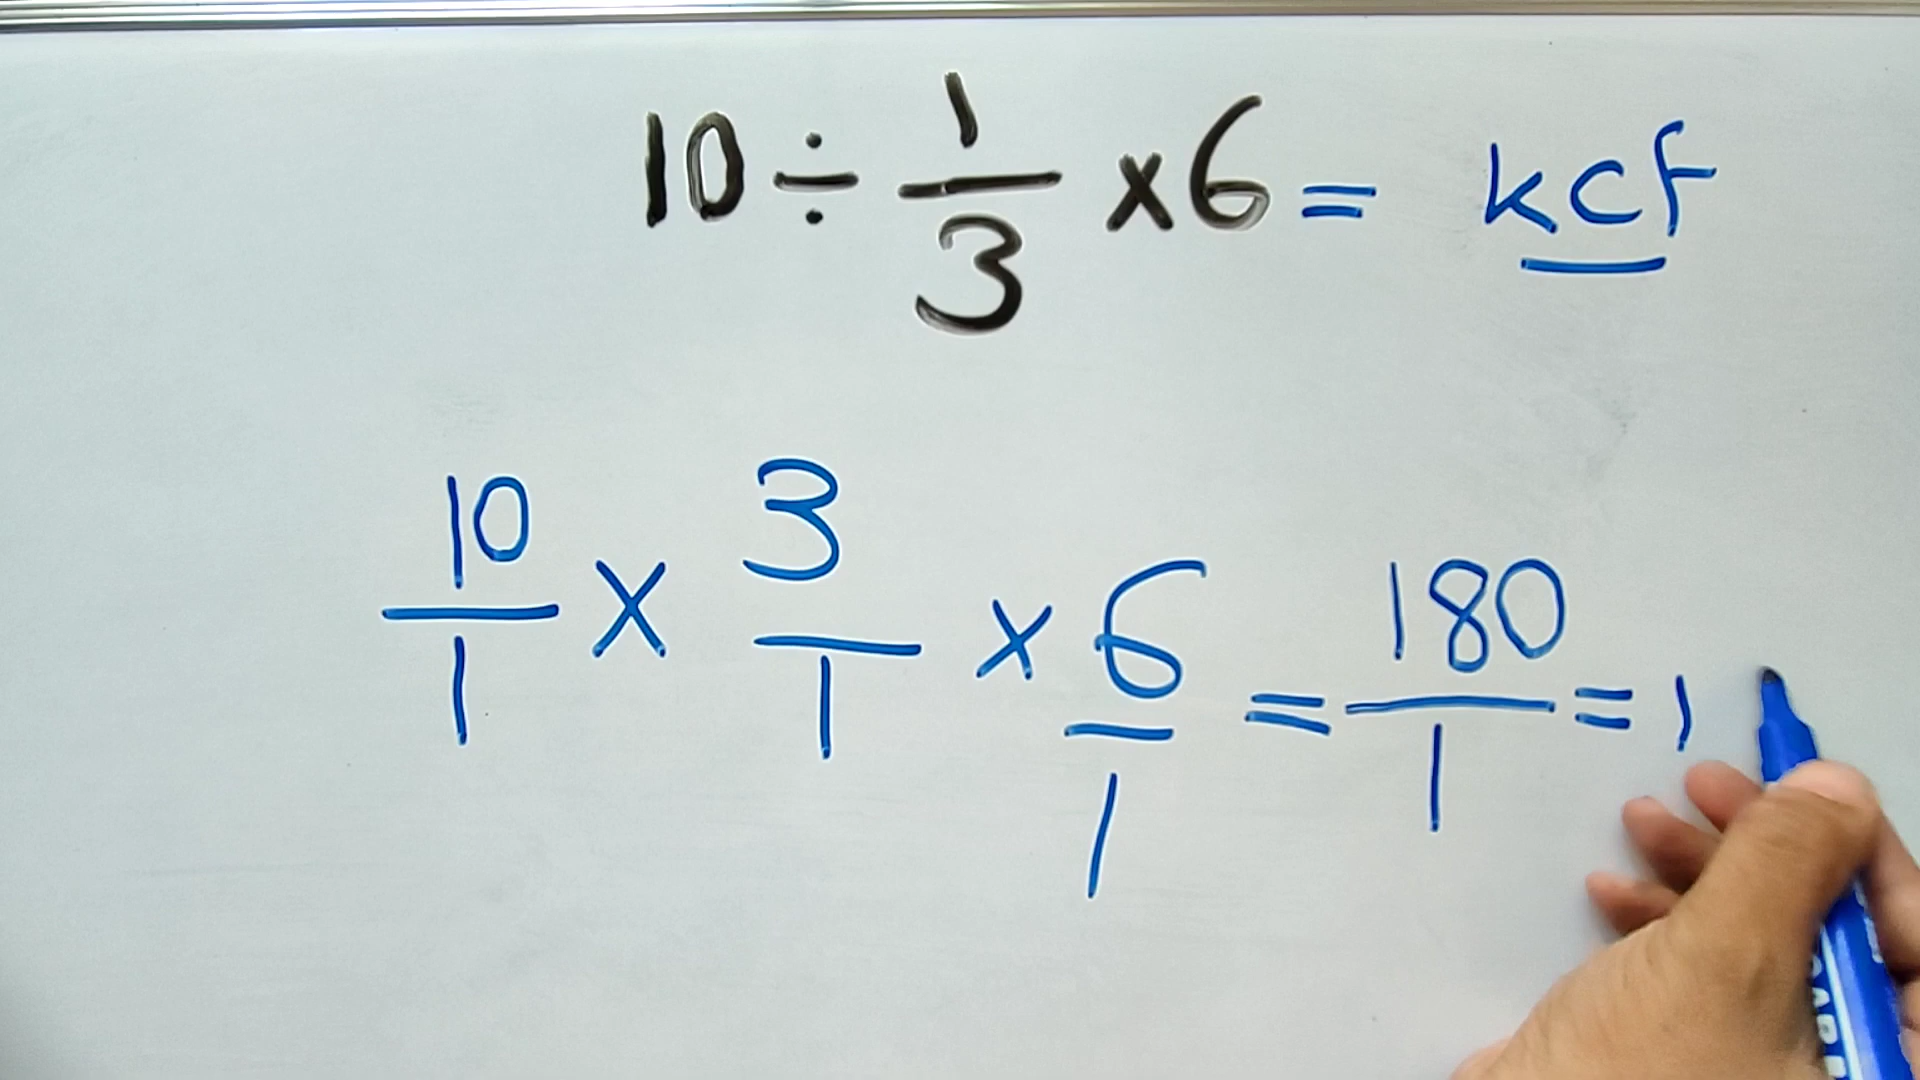 10 ÷ 1/3 × 6 = kcf
10/1 × 3/1 × 6/1 = 180/1 = 1